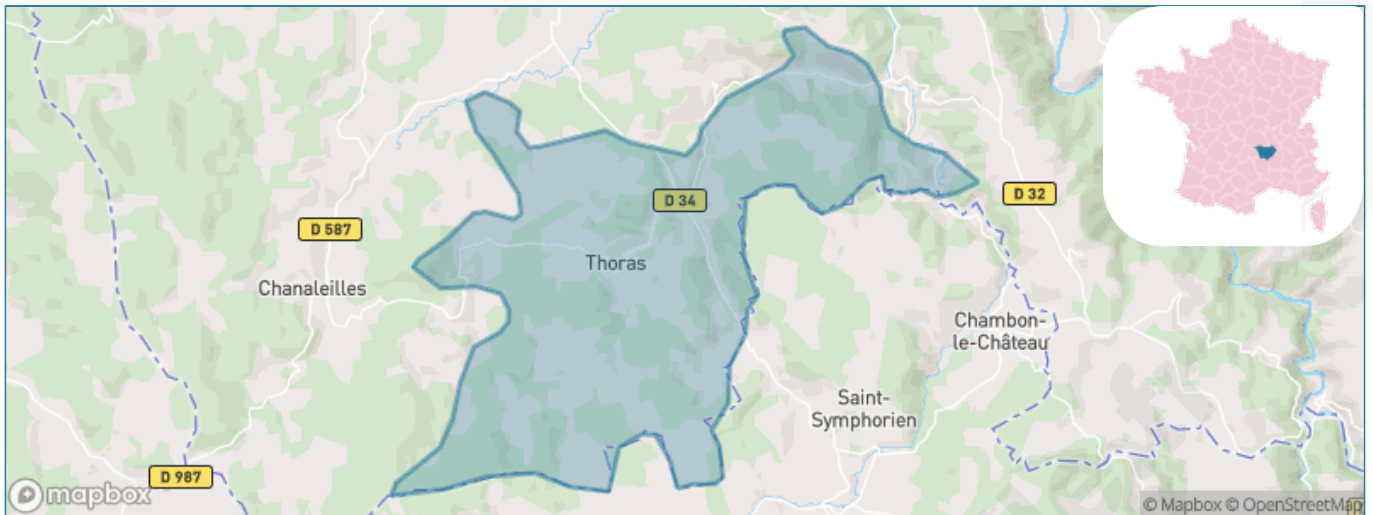 D 34
D 32
D 587
Thoras
Chanaleilles
Chambon-
le-Château
Saint-
Symphorien
D 987
mapbox
© Mapbox © OpenStreetMap